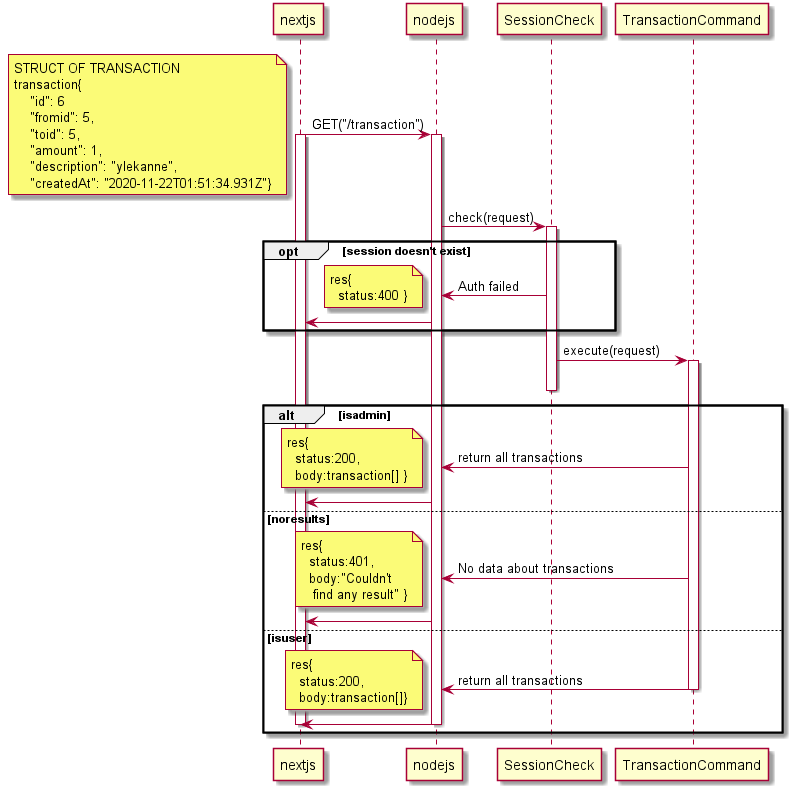 nextjs
nodejs
SessionCheck
TransactionCommand
STRUCT OF TRANSACTION
transaction{
"id": 6
"fromid": 5,
"toid": 5,
"amount": 1,
"description": "ylekanne",
"createdAt": "2020-11-22T01:51:34.931Z"}
GET("/transaction")
check(request)
opt
[session doesn't exist]
res{
status:400 }
Auth failed
execute(request)
alt
[isadmin]
res{
status:200,
body:transaction[] }
return all transactions
[noresults]
res{
status:401,
body:"Couldn't
find any result" }
No data about transactions
[isuser]
res{
status:200,
body:transaction[]}
return all transactions
nextjs
nodejs
SessionCheck
TransactionCommand